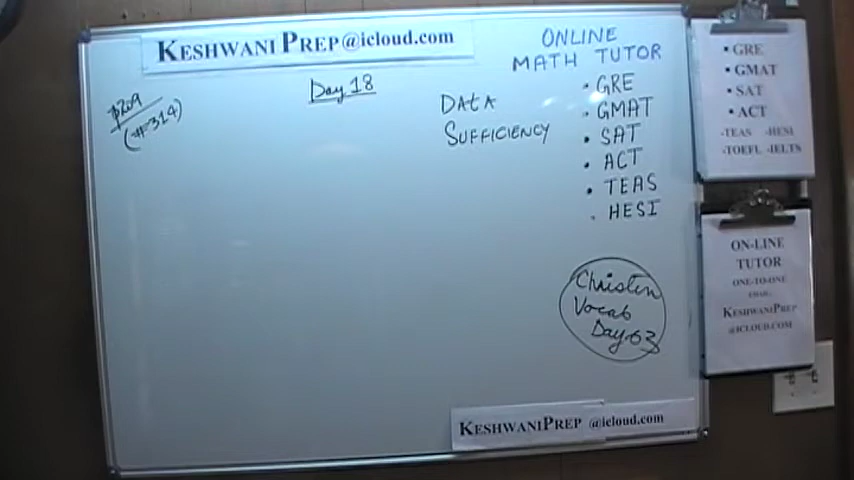 KESHWANI PREP@icloud.com
Day 18
(#314)
DATA
SUFFICIENCY
ONLINE
MATH TUTOR
• GRE
• GMAT
• SAT
• ACT
• TEAS
• HESI
Christen
Vocab
Day 63
KESHWANIPREP @icloud.com
• GRE
• GMAT
• SAT
• ACT
-TEAS -HESI
-TOEFL -IELTS
ON-LINE
TUTOR
ONE-TO-ONE
KESHWANIPREP
@ICLOUD.COM